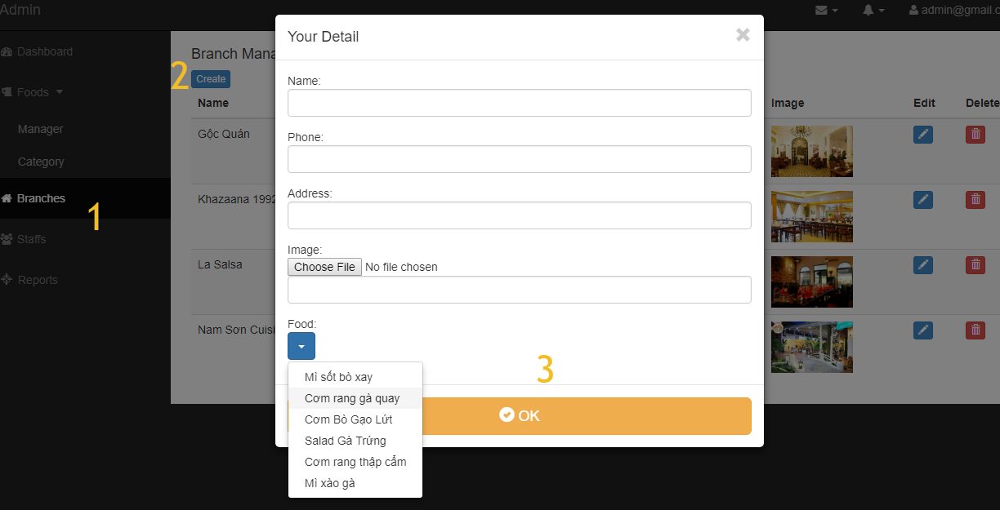 Admin
admin@gmail.c
Dashboard
Foods
Manager
Category
Branches
1
Staffs
Reports
Branch Mana
2
Create
Name
Image
Edit
Delete
Gộc Quán
Khazaana 1992
La Salsa
Nam Sơn Cuisi
Your Detail
Name:
Phone:
Address:
Image:
Choose File No file chosen
Food:
Mì sốt bò xay
Cơm rang gà quay
Cơm Bò Gạo Lứt
Salad Gà Trứng
Cơm rang thập cẩm
Mì xào gà
3
OK